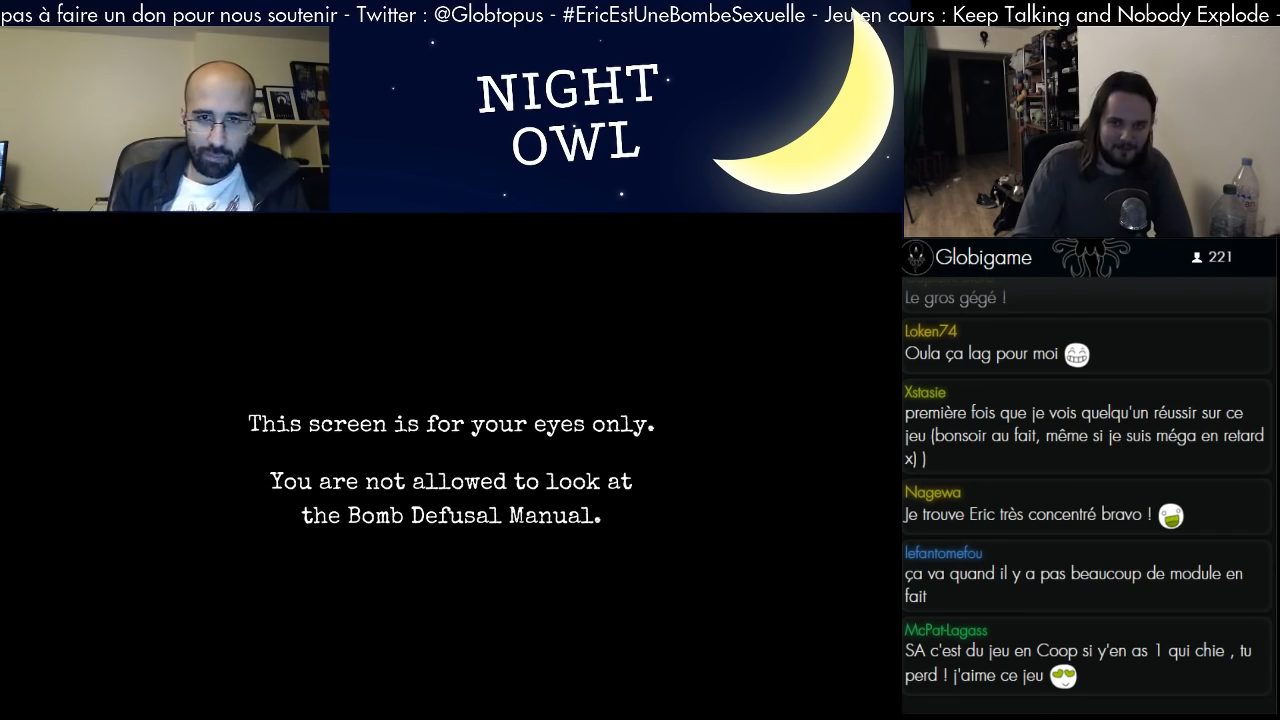 pas à faire un don pour nous soutenir - Twitter : @Globtopus - #EricEstUneBombeSexuelle - Jeu en cours : Keep Talking and Nobody Explode -
NIGHT
OWL
Globigame
221
Le gros gégé !
Loken74
Oula ça lag pour moi
Xstasie
première fois que je vois quelqu'un réussir sur ce
jeu (bonsoir au fait, même si je suis méga en retard
x) )
Nagewa
Je trouve Eric très concentré bravo !
lefantomefou
ça va quand il y a pas beaucoup de module en
fait
McPat-Lagass
SA c'est du jeu en Coop si y'en as 1 qui chie , tu
perd ! j'aime ce jeu
This screen is for your eyes only.
You are not allowed to look at
the Bomb Defusal Manual.